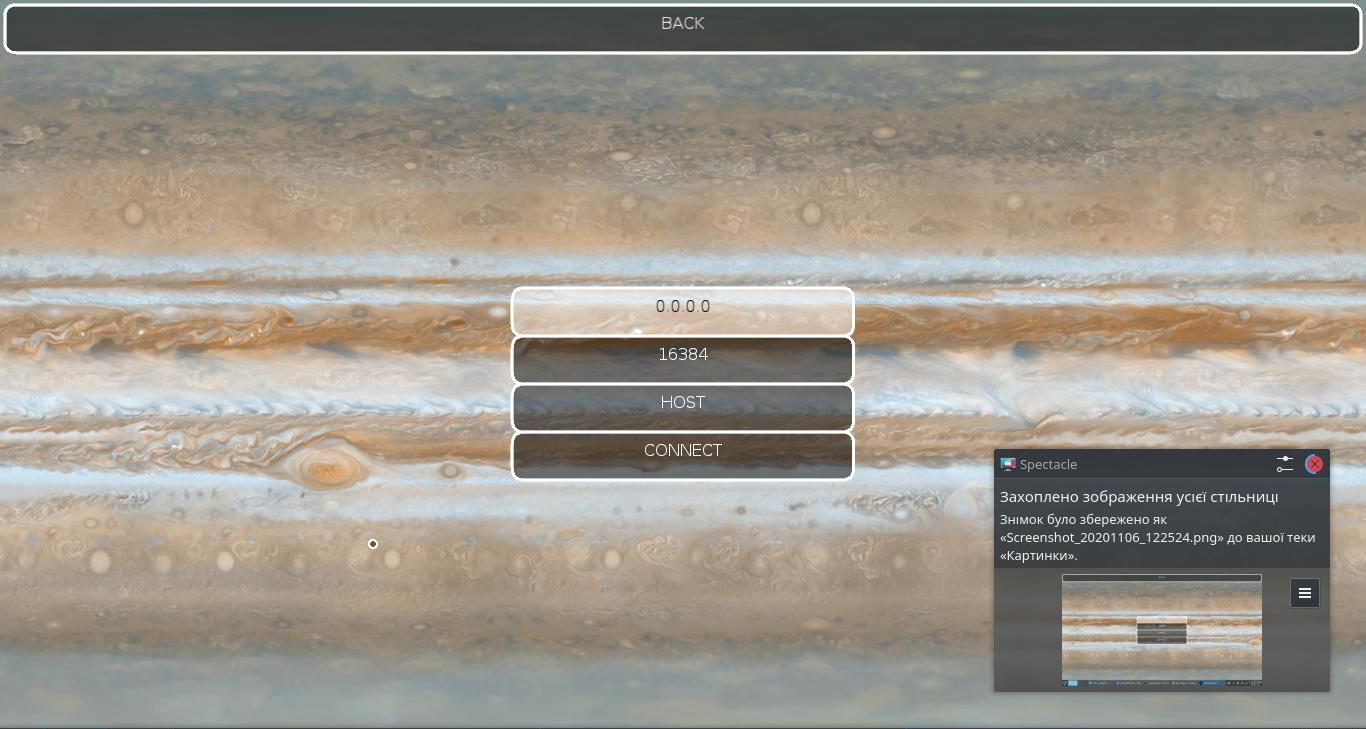 BACK
0.0.0.0
16384
HOST
CONNECT
Spectacle
Захоплено зображення усієї стільниці
Знімок було збережено як
«Screenshot_20201106_122524.png» до вашої теки
«Картинки».